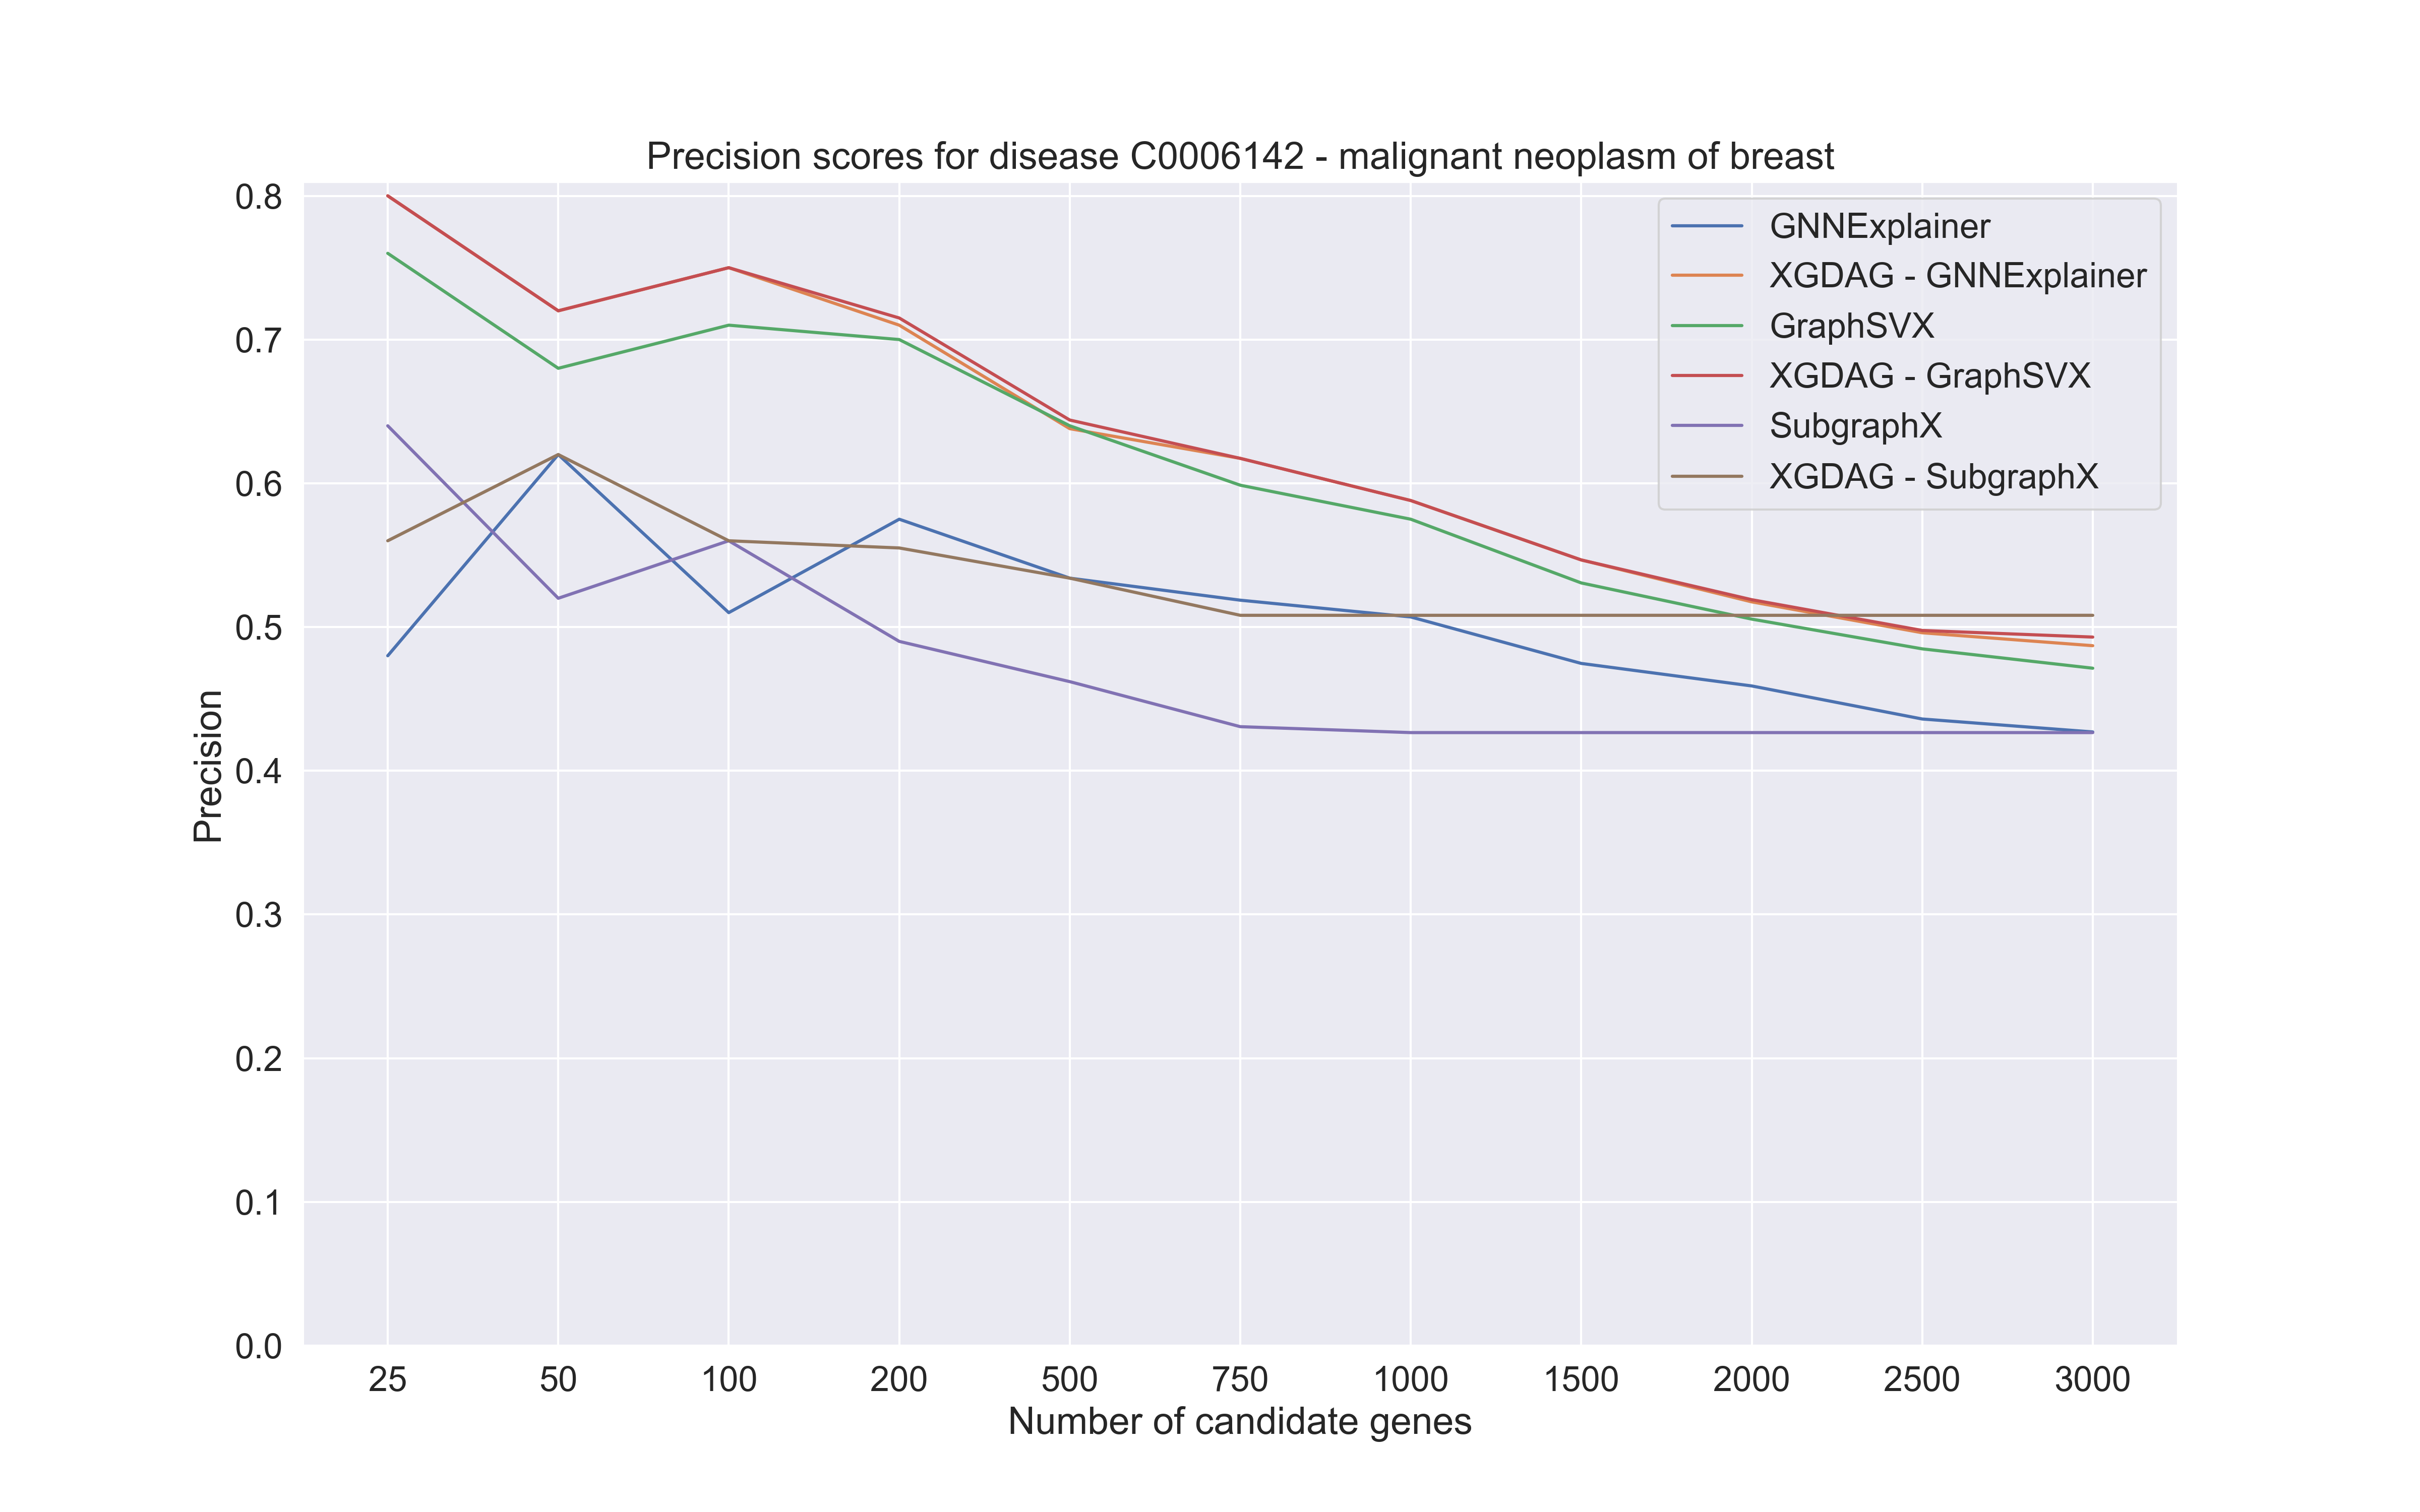 Precision scores for disease C0006142 - malignant neoplasm of breast
GNNExplainer
XGDAG - GNNExplainer
GraphSVX
XGDAG - GraphSVX
SubgraphX
XGDAG - SubgraphX
Precision
0.8
0.7
0.6
0.5
0.4
0.3
0.2
0.1
0.0
25 50 100 200 500 750 1000 1500 2000 2500 3000
Number of candidate genes